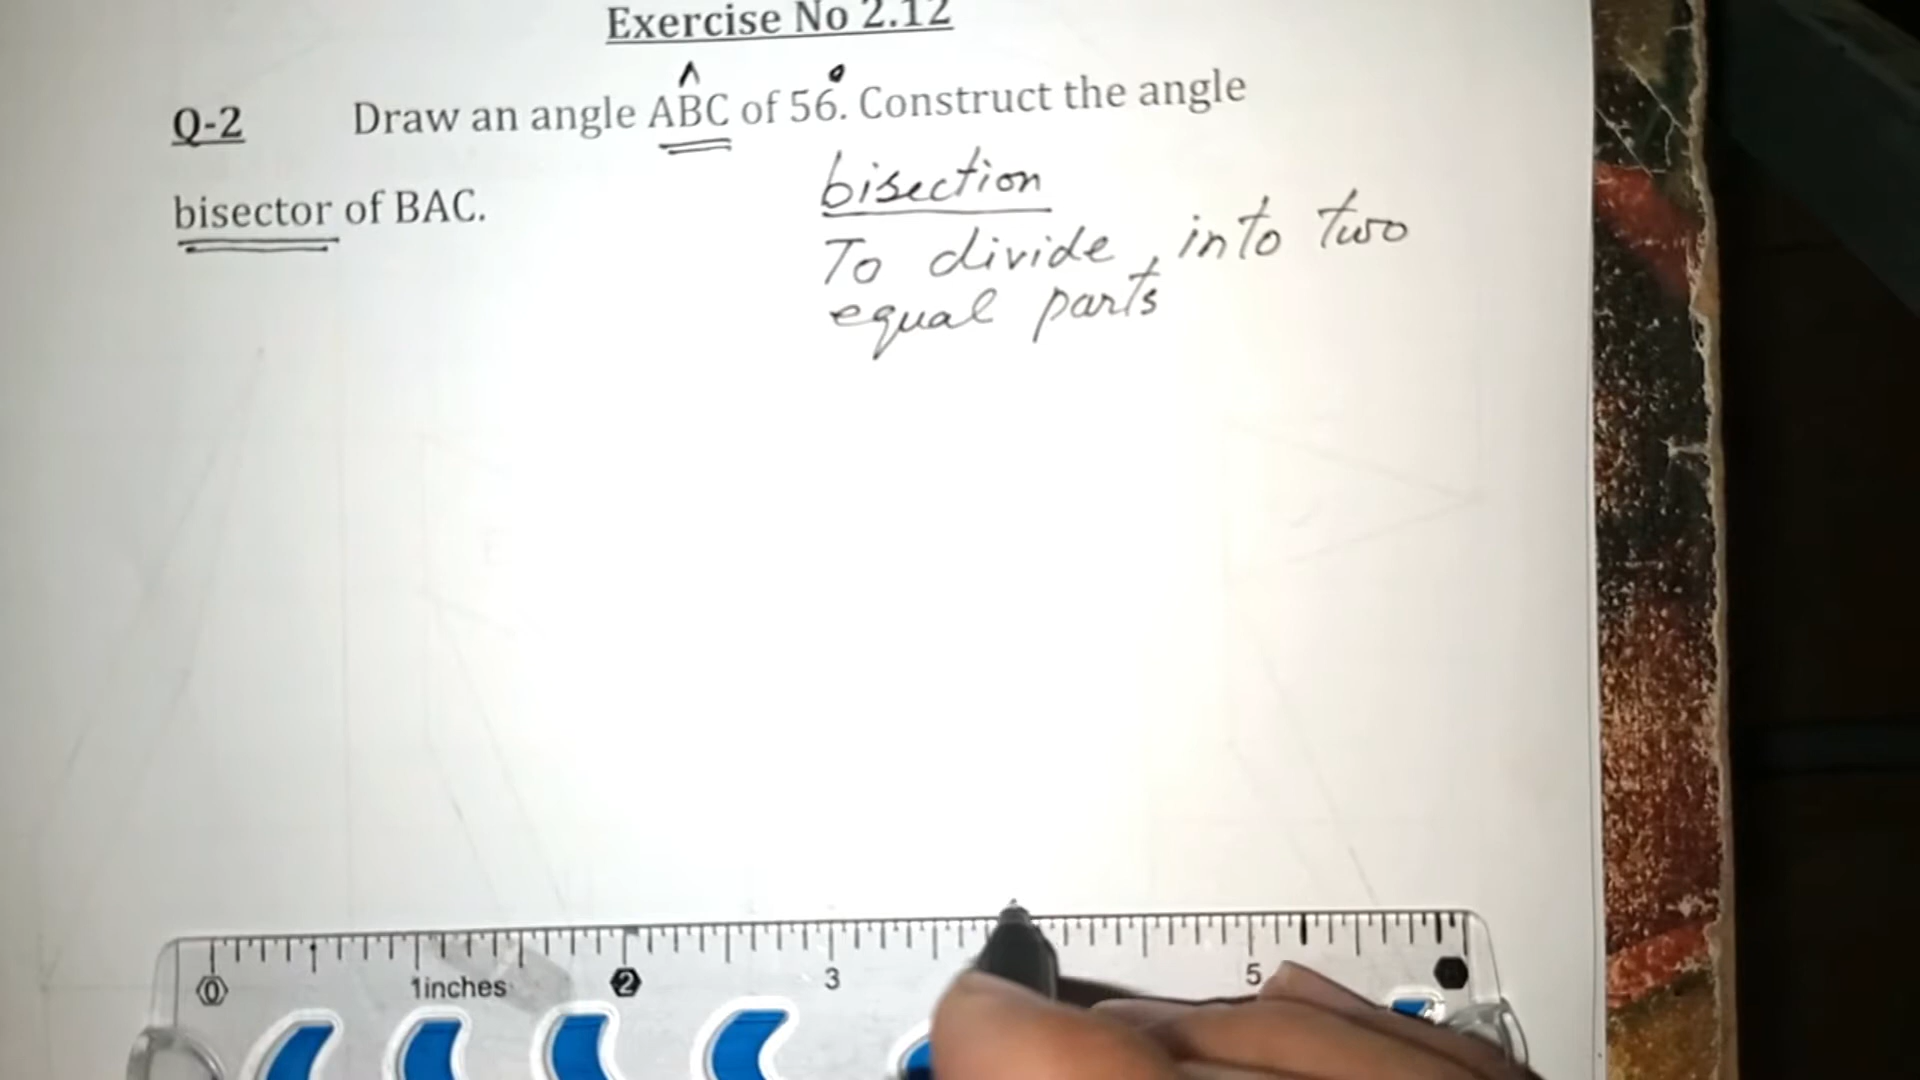 Exercise No 2.12
Q-2 Draw an angle ABC of 56°. Construct the angle
bisector of BAC.
bisection
To divide, into two
equal parts
0 1inches 2 3 5